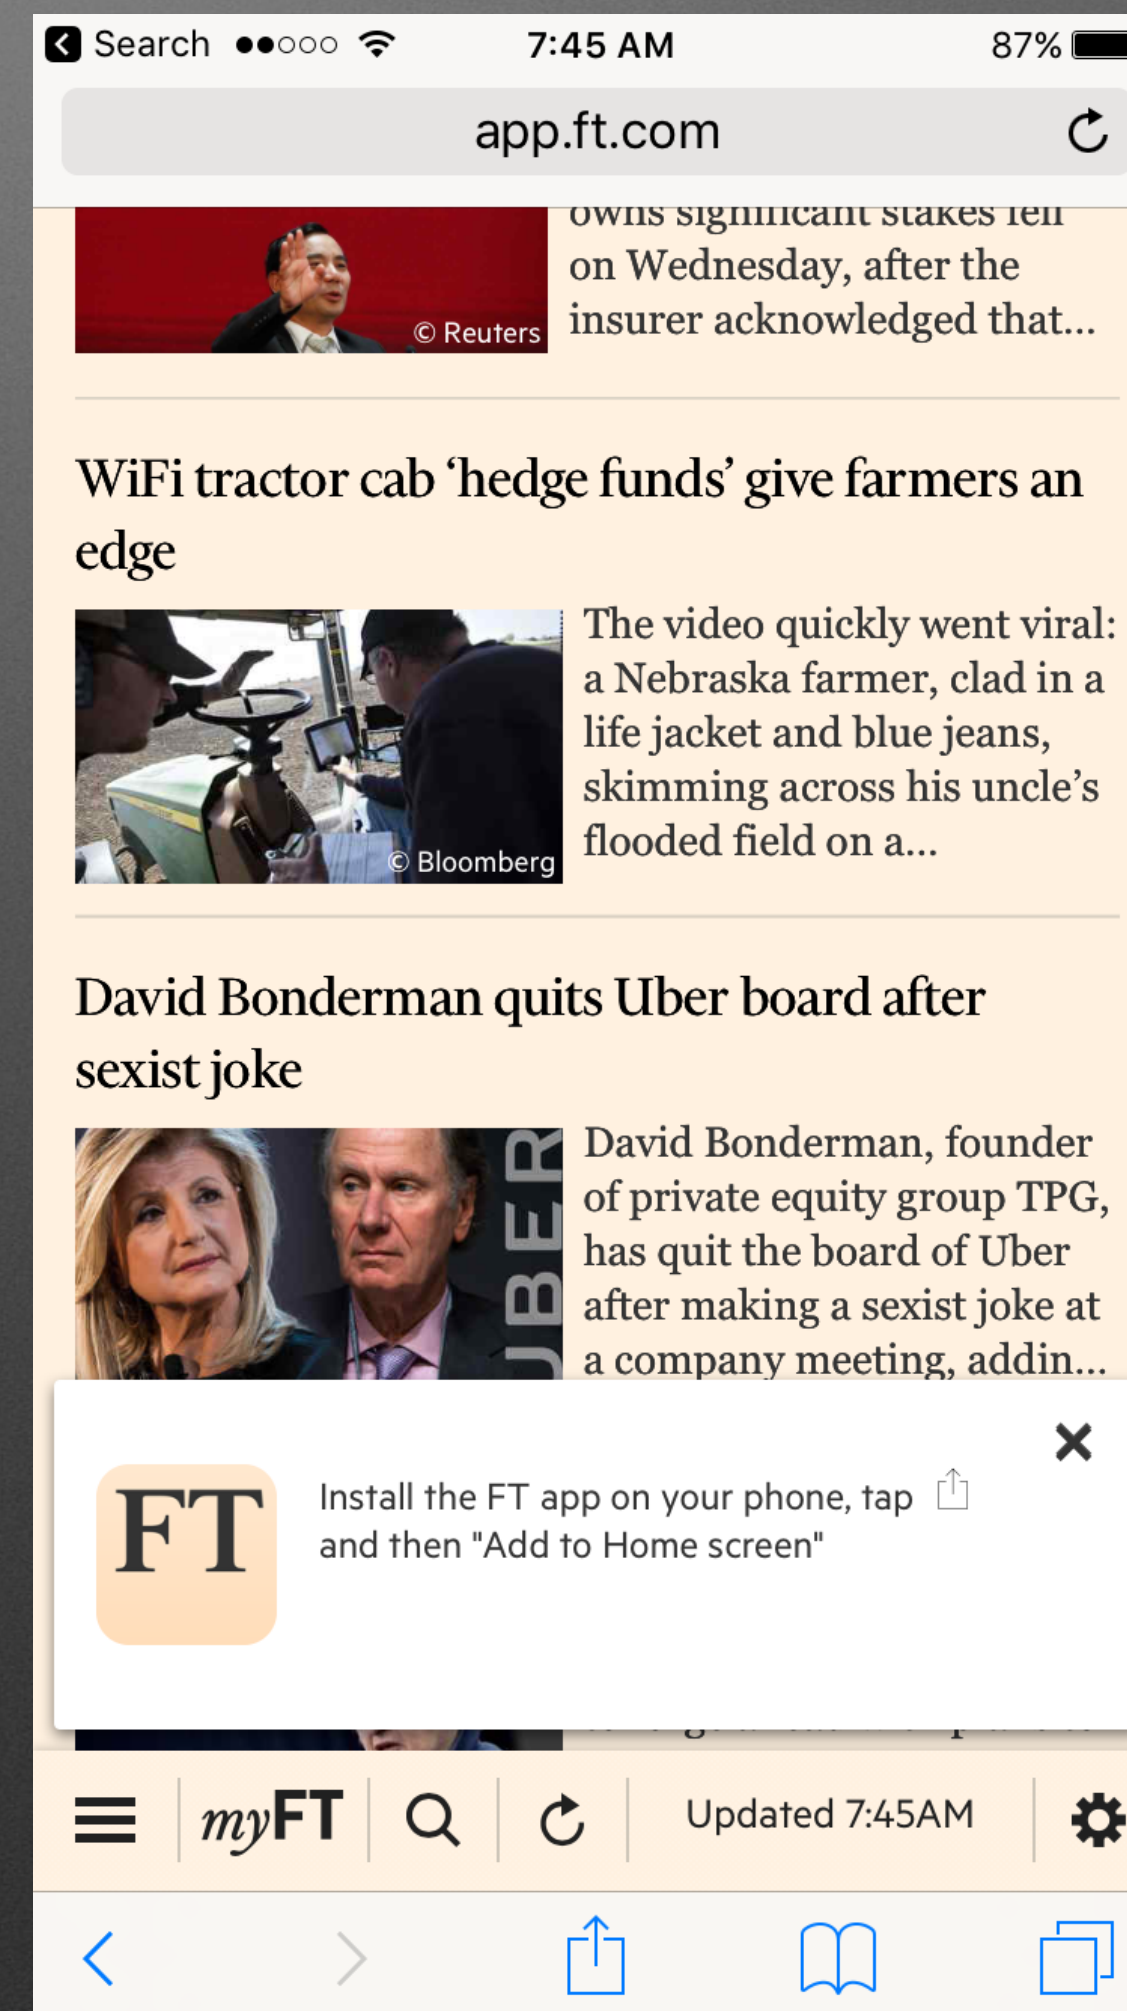 Search
7:45 AM
87%
app.ft.com
owns significant stakes fell
on Wednesday, after the
insurer acknowledged that...
© Reuters
WiFi tractor cab ‘hedge funds’ give farmers an
edge
The video quickly went viral:
a Nebraska farmer, clad in a
life jacket and blue jeans,
skimming across his uncle’s
flooded field on a...
© Bloomberg
David Bonderman quits Uber board after
sexist joke
UBER
David Bonderman, founder
of private equity group TPG,
has quit the board of Uber
after making a sexist joke at
a company meeting, addin...
FT
Install the FT app on your phone, tap
and then "Add to Home screen"
myFT
Updated 7:45AM